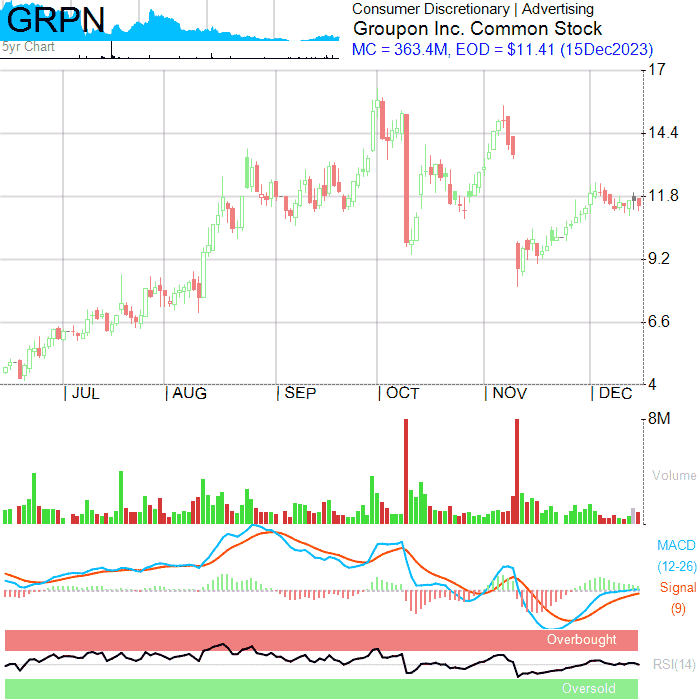 GRPN
5yr Chart
Consumer Discretionary | Advertising
Groupon Inc. Common Stock
MC = 363.4M, EOD = $11.41 (15Dec2023)
17
14.4
11.8
9.2
6.6
4
| JUL | AUG | SEP | OCT | NOV | DEC
8M
Volume
MACD
(12-26)
Signal
(9)
Overbought
RSI(14)
Oversold